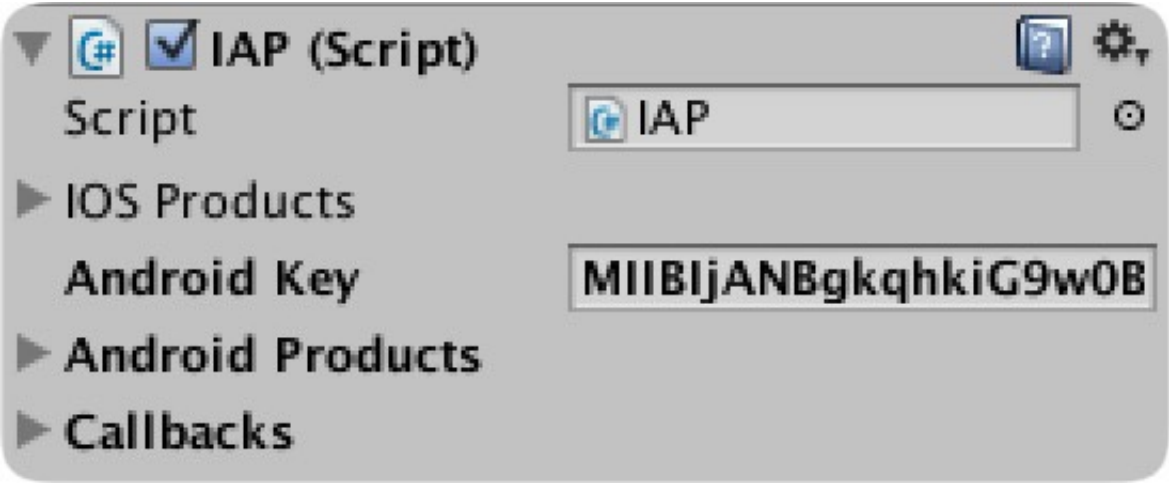 IAP (Script)
Script IAP
IOS Products
Android Key MIIBIjANBgkqhkiG9w0B
Android Products
Callbacks